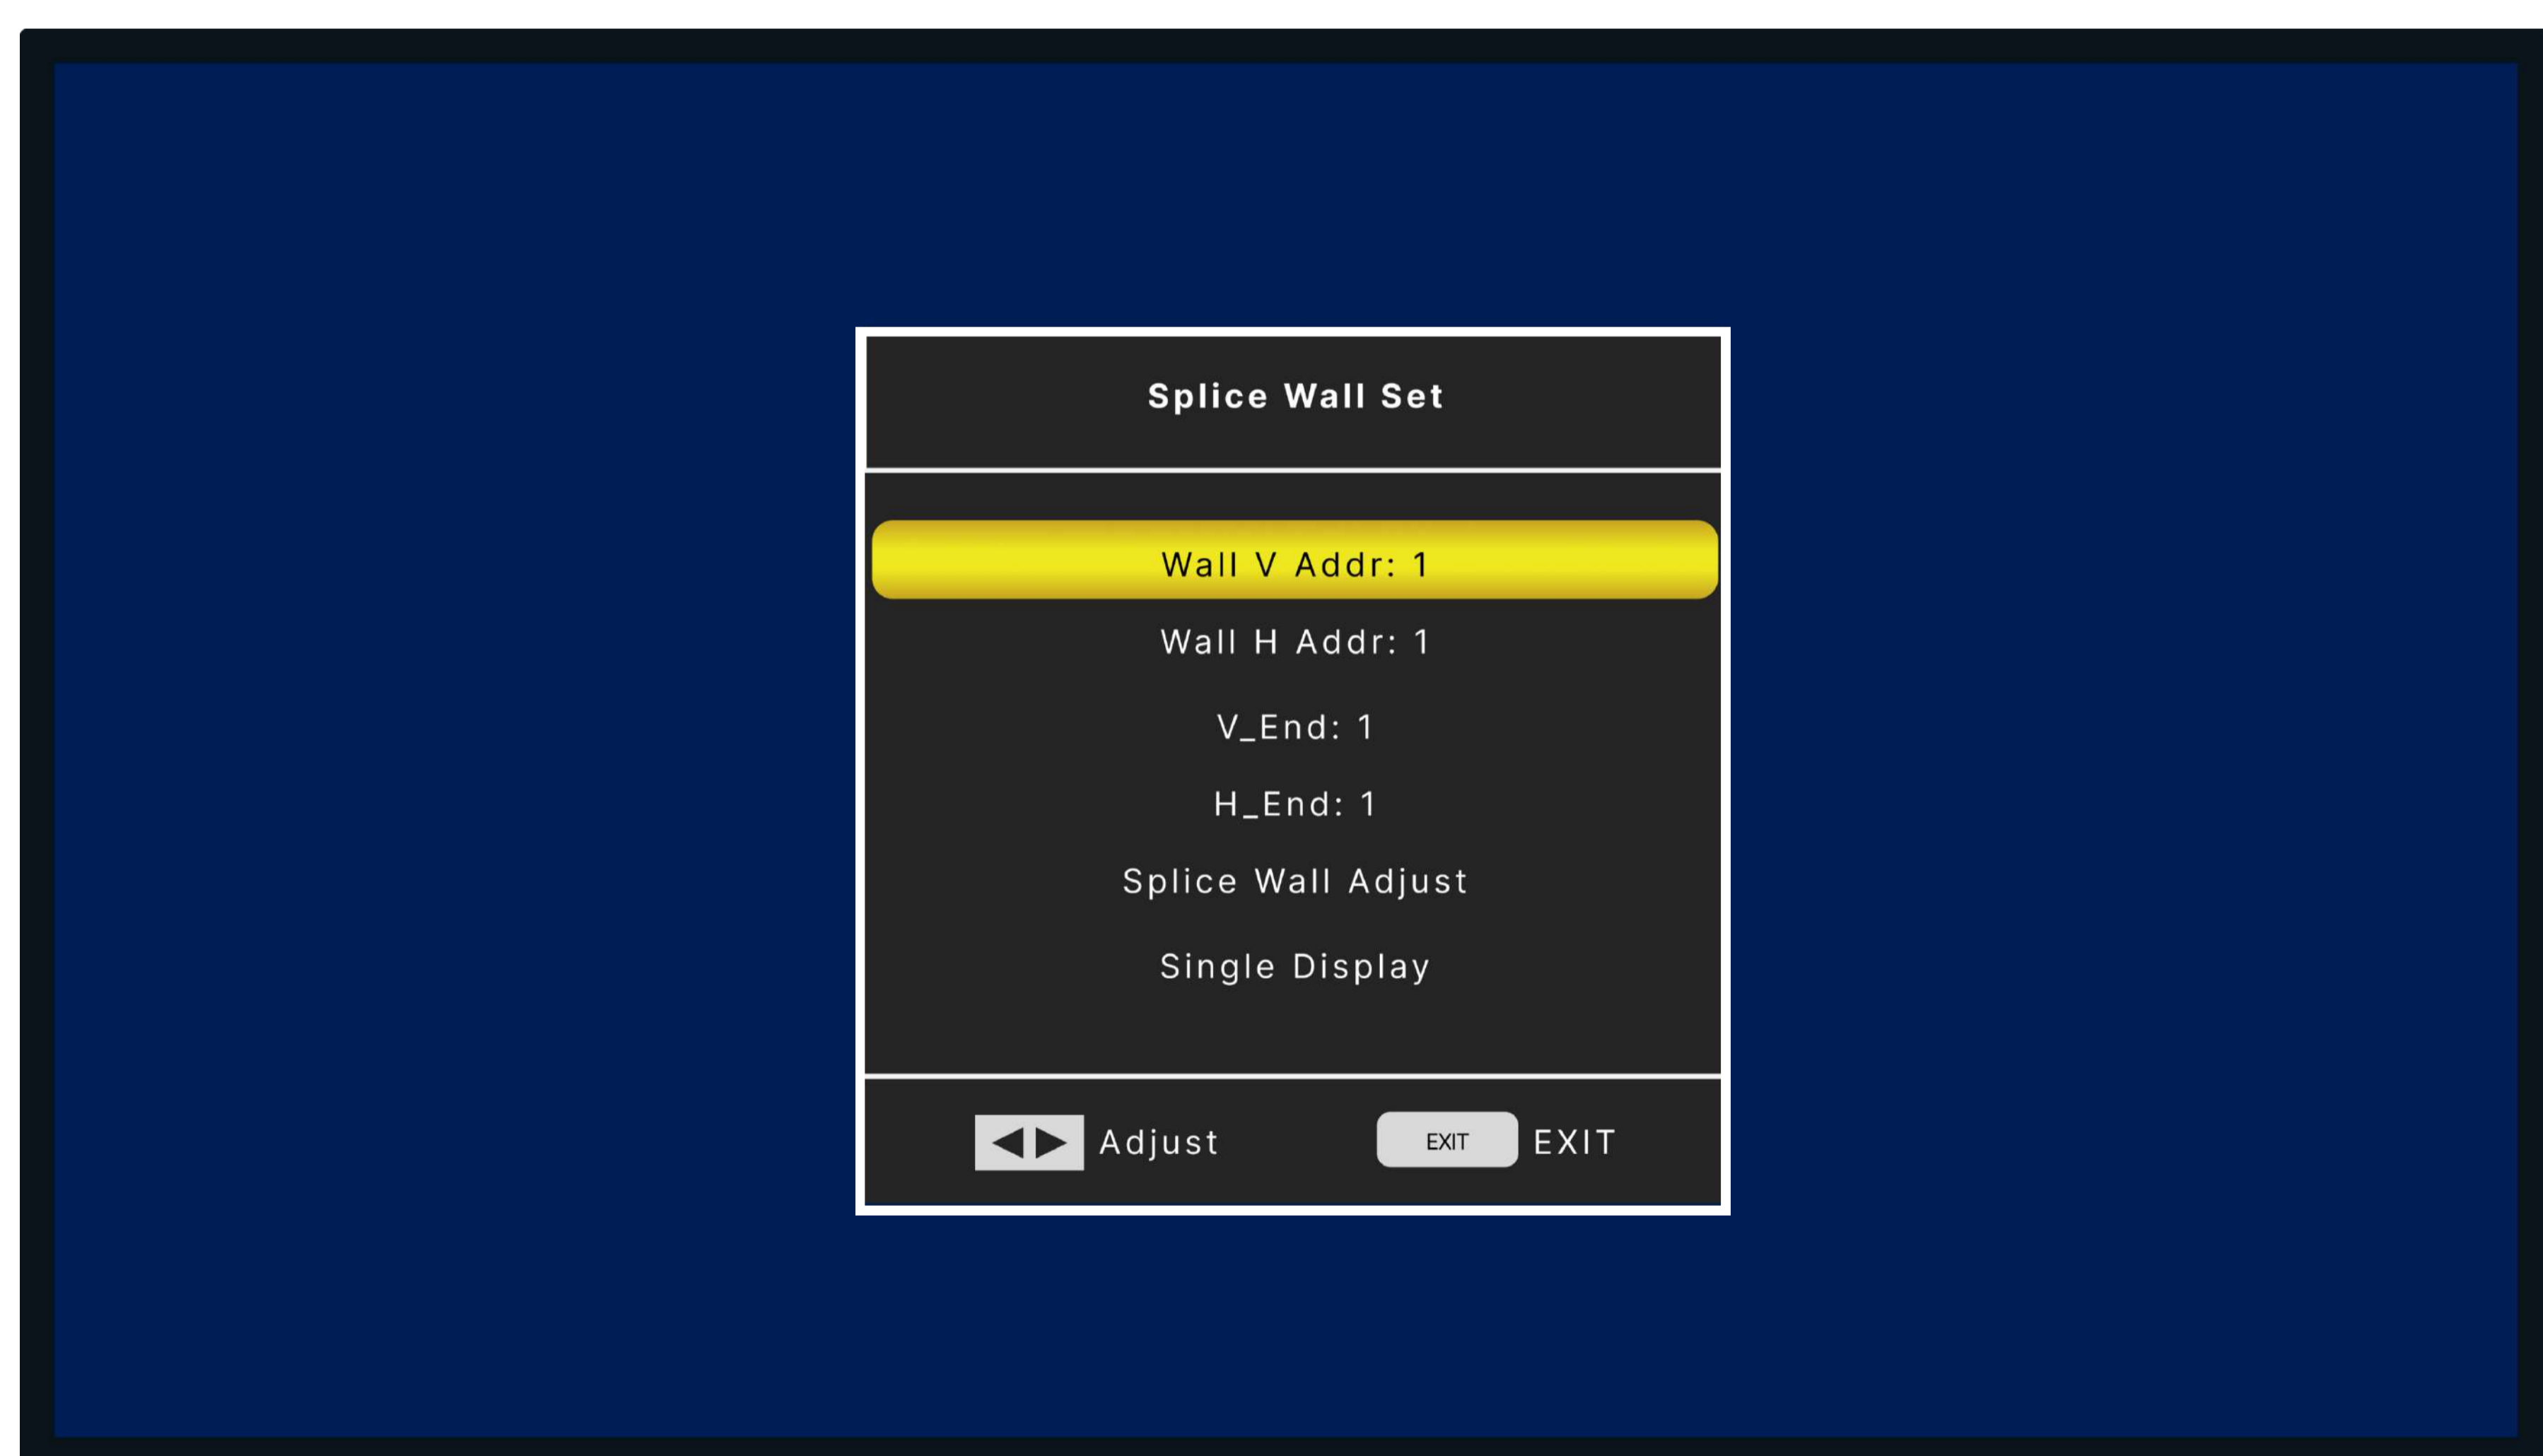 Splice Wall Set
Wall V Addr: 1
Wall H Addr: 1
V_End: 1
H_End: 1
Splice Wall Adjust
Single Display
Adjust EXIT EXIT